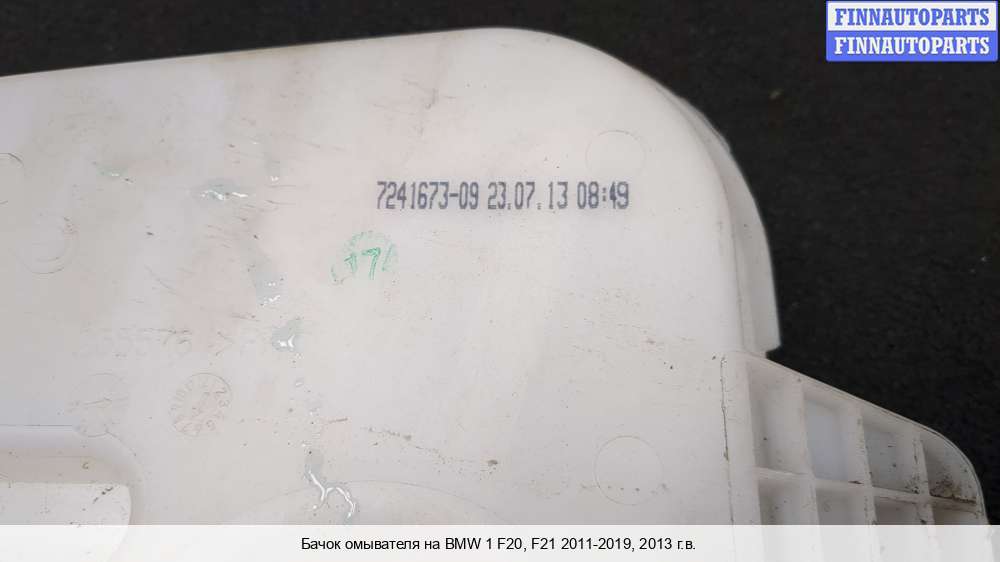 FINNAUTOPARTS
FINNAUTOPARTS
7241673-09 23.07.13 08:49
17
Бачок омывателя на BMW 1 F20, F21 2011-2019, 2013 г.в.